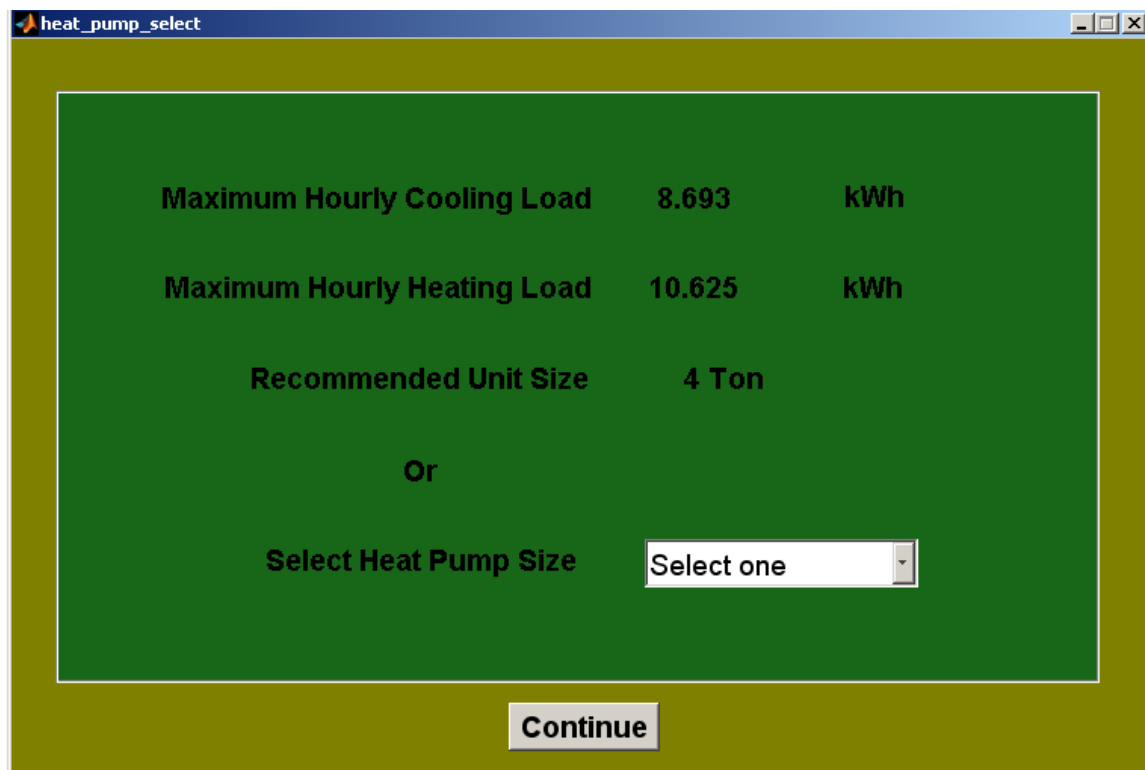 heat_pump_select
Maximum Hourly Cooling Load 8.693 kWh
Maximum Hourly Heating Load 10.625 kWh
Recommended Unit Size 4 Ton
Or
Select Heat Pump Size Select one
Continue